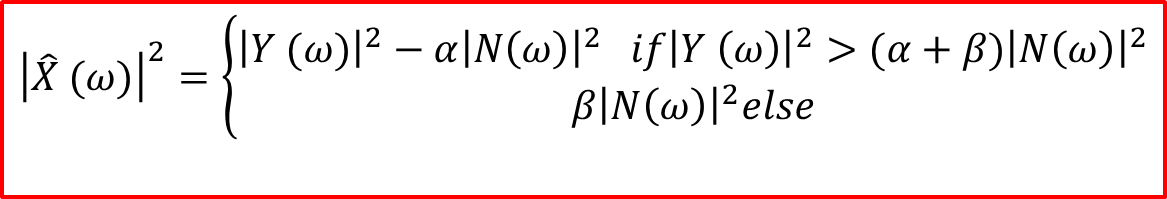 |X̂ (ω)|² = {|Y (ω)|² − α|N(ω)|² if|Y (ω)|² > (α + β)|N(ω)|²
β|N(ω)|²else